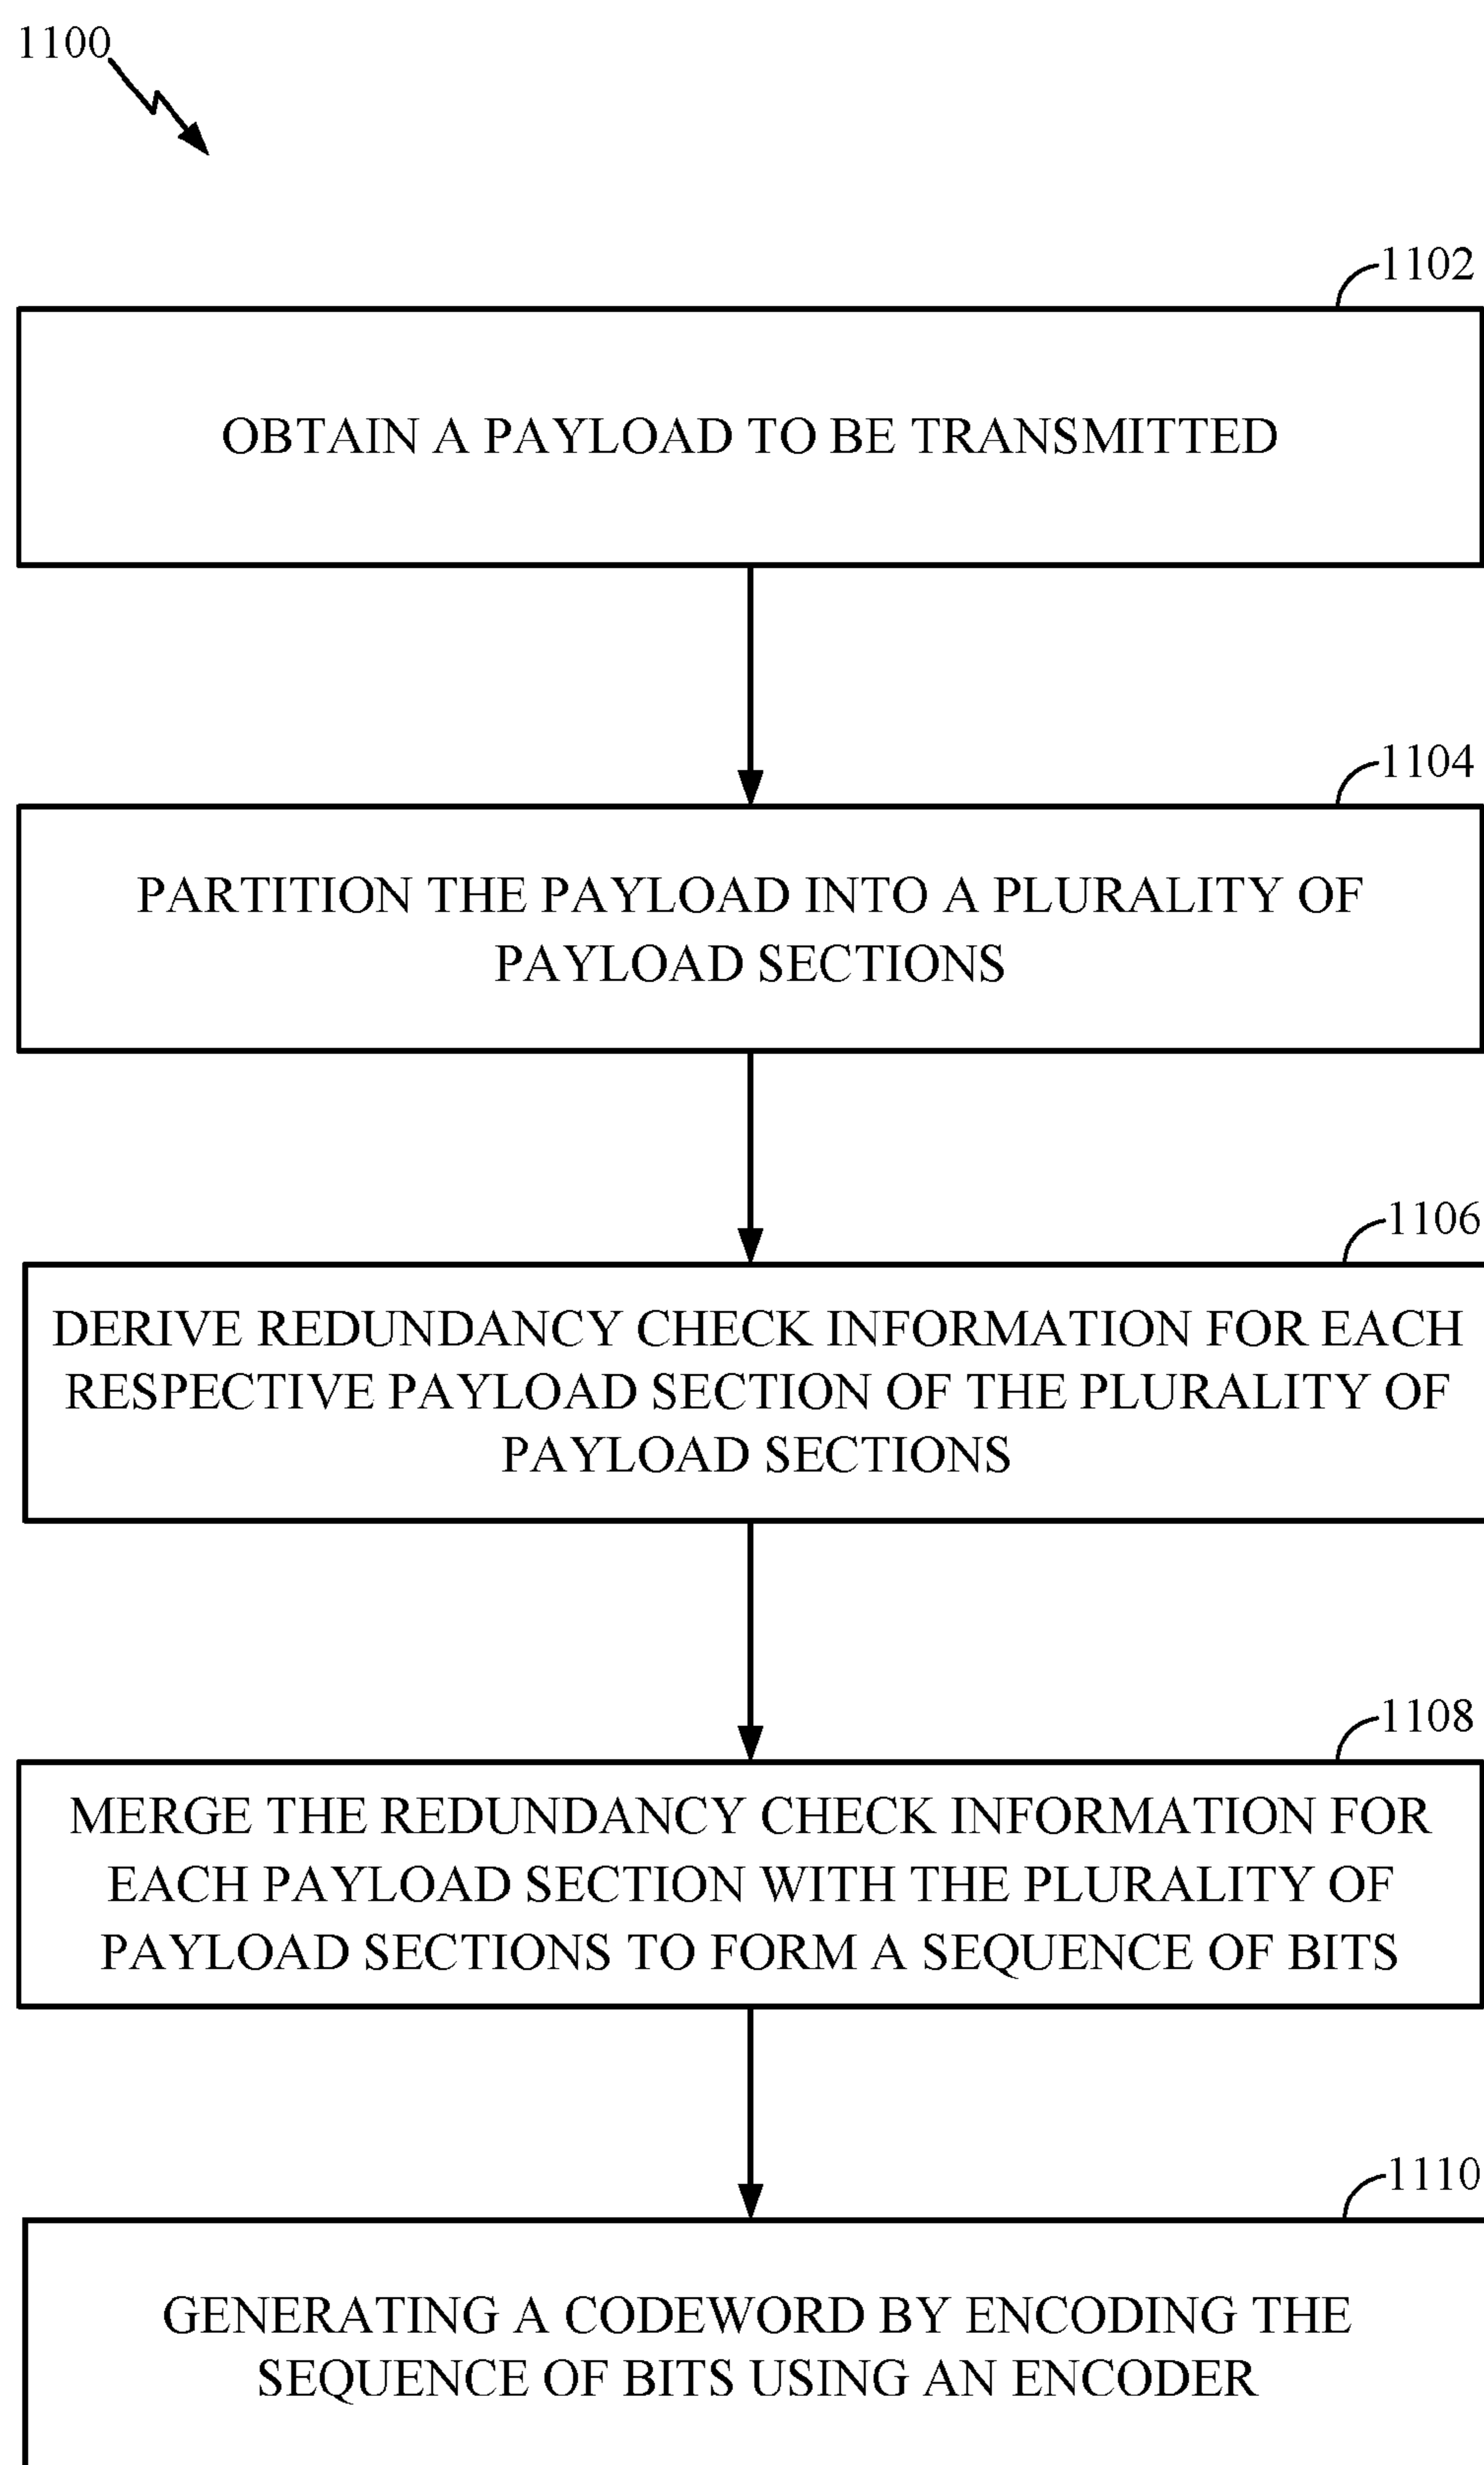 1100
1102
OBTAIN A PAYLOAD TO BE TRANSMITTED
1104
PARTITION THE PAYLOAD INTO A PLURALITY OF
PAYLOAD SECTIONS
1106
DERIVE REDUNDANCY CHECK INFORMATION FOR EACH
RESPECTIVE PAYLOAD SECTION OF THE PLURALITY OF
PAYLOAD SECTIONS
1108
MERGE THE REDUNDANCY CHECK INFORMATION FOR
EACH PAYLOAD SECTION WITH THE PLURALITY OF
PAYLOAD SECTIONS TO FORM A SEQUENCE OF BITS
1110
GENERATING A CODEWORD BY ENCODING THE
SEQUENCE OF BITS USING AN ENCODER